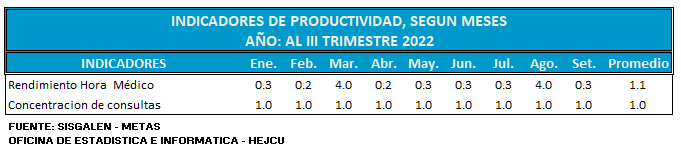 INDICADORES DE PRODUCTIVIDAD, SEGUN MESES
AÑO: AL III TRIMESTRE 2022
INDICADORES Ene. Feb. Mar. Abr. May. Jun. Jul. Ago. Set. Promedio
Rendimiento Hora Médico 0.3 0.2 4.0 0.2 0.3 0.3 0.3 4.0 0.3 1.1
Concentracion de consultas 1.0 1.0 1.0 1.0 1.0 1.0 1.0 1.0 1.0 1.0
FUENTE: SISGALEN - METAS
OFICINA DE ESTADISTICA E INFORMATICA - HEJCU